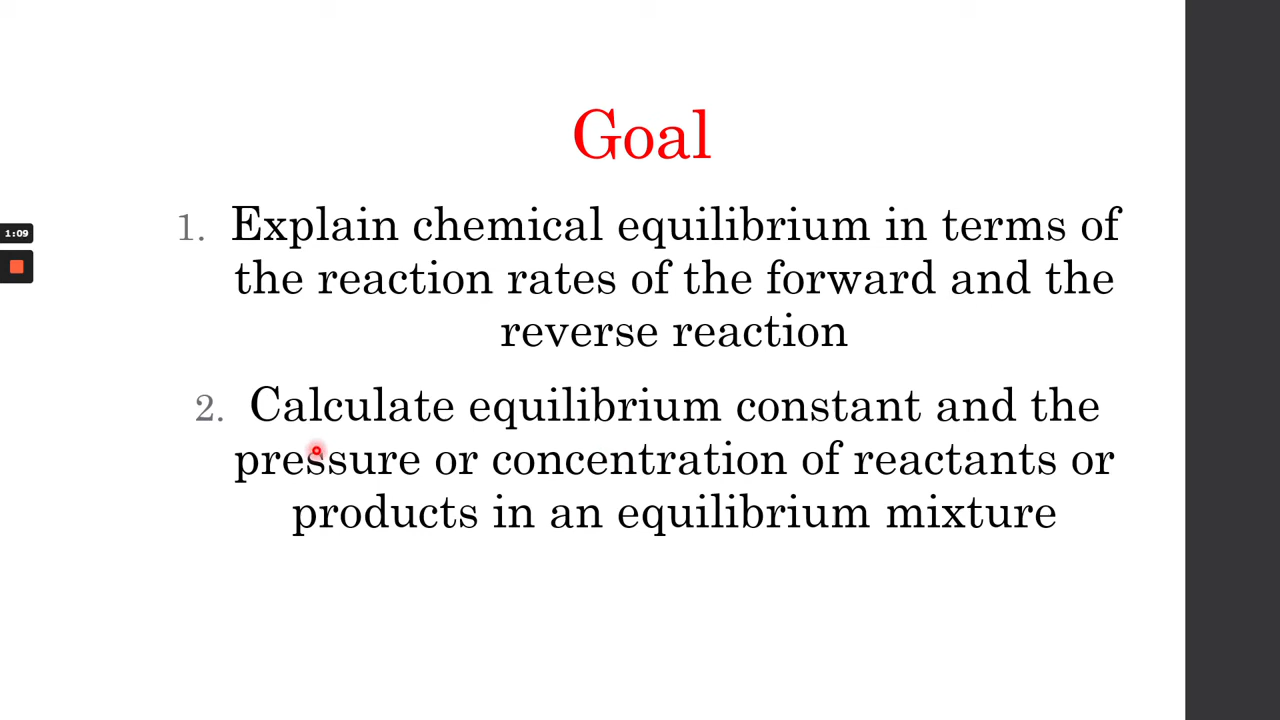 Goal
1. Explain chemical equilibrium in terms of
the reaction rates of the forward and the
reverse reaction
1:09
2. Calculate equilibrium constant and the
pressure or concentration of reactants or
products in an equilibrium mixture